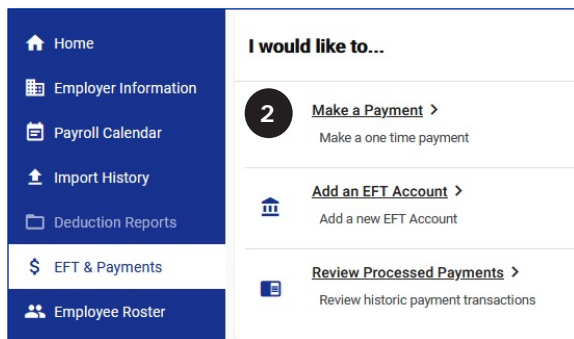 Home
Employer Information
Payroll Calendar
Import History
Deduction Reports
EFT & Payments
Employee Roster
I would like to...
2
Make a Payment >
Make a one time payment
Add an EFT Account >
Add a new EFT Account
Review Processed Payments >
Review historic payment transactions